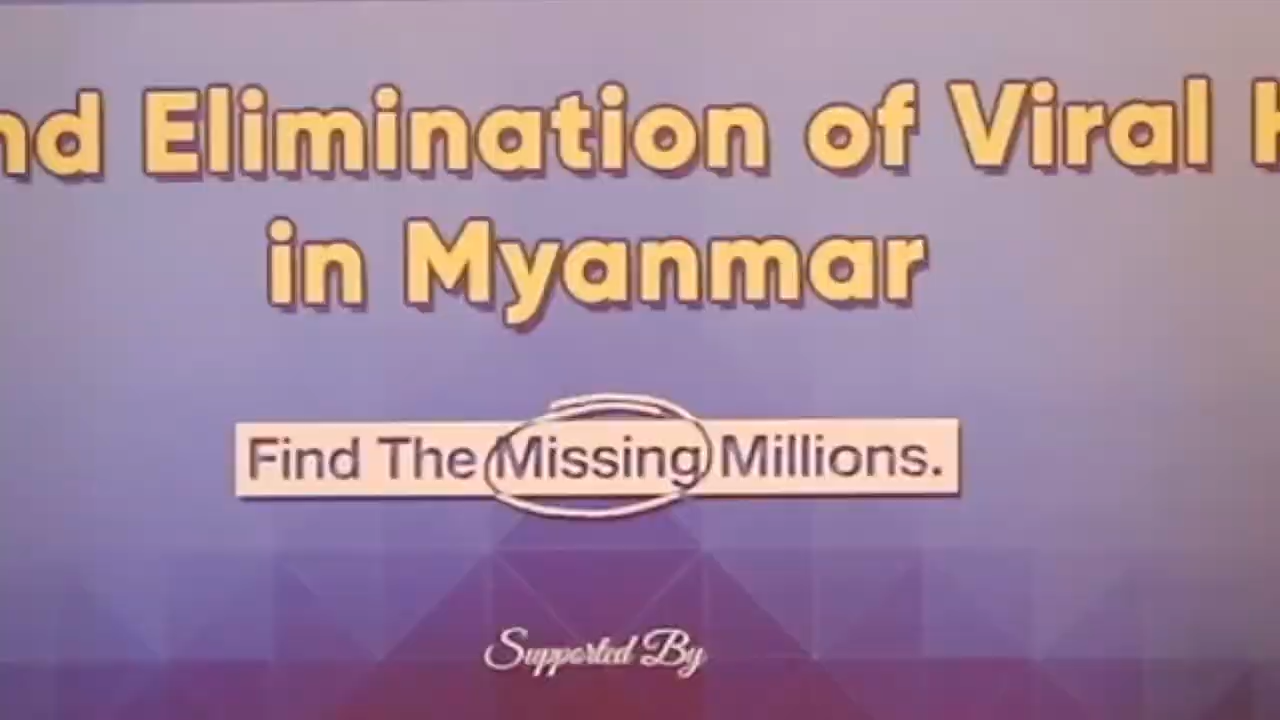 nd Elimination of Viral H
in Myanmar
Find The Missing Millions.
Supported By